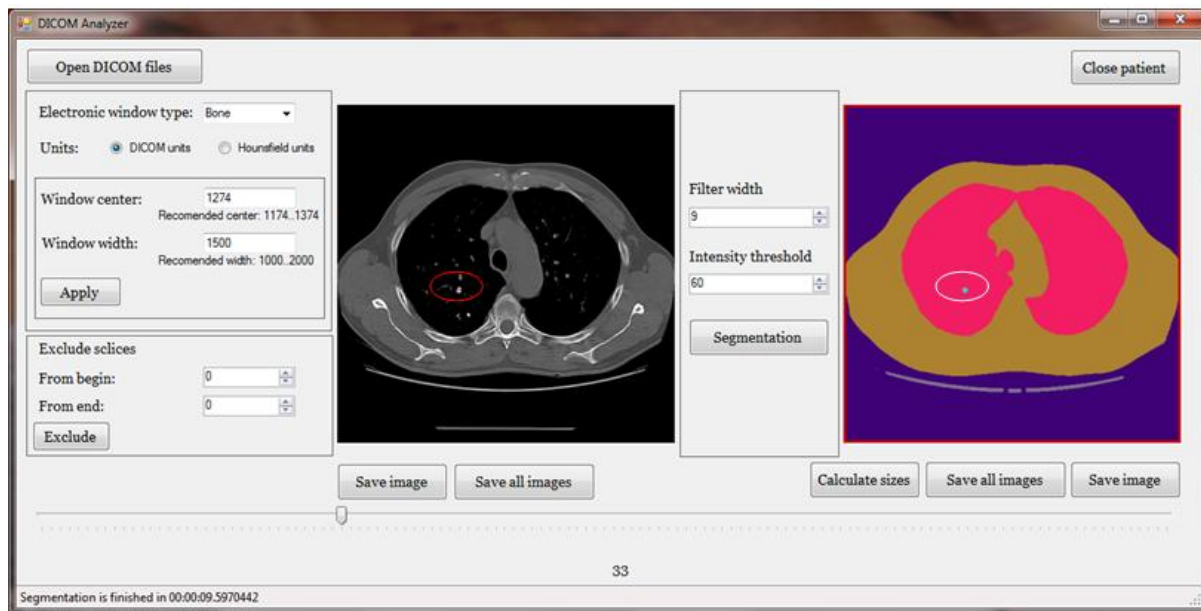 DICOM Analyzer
Open DICOM files
Close patient
Electronic window type: Bone
Units: DICOM units Hounsfield units
Window center: 1274
Recomended center: 1174..1374
Window width: 1500
Recomended width: 1000..2000
Apply
Exclude sclices
From begin: 0
From end: 0
Exclude
Filter width
9
Intensity threshold
60
Segmentation
Save image Save all images
Calculate sizes Save all images Save image
33
Segmentation is finished in 00:00:09.5970442